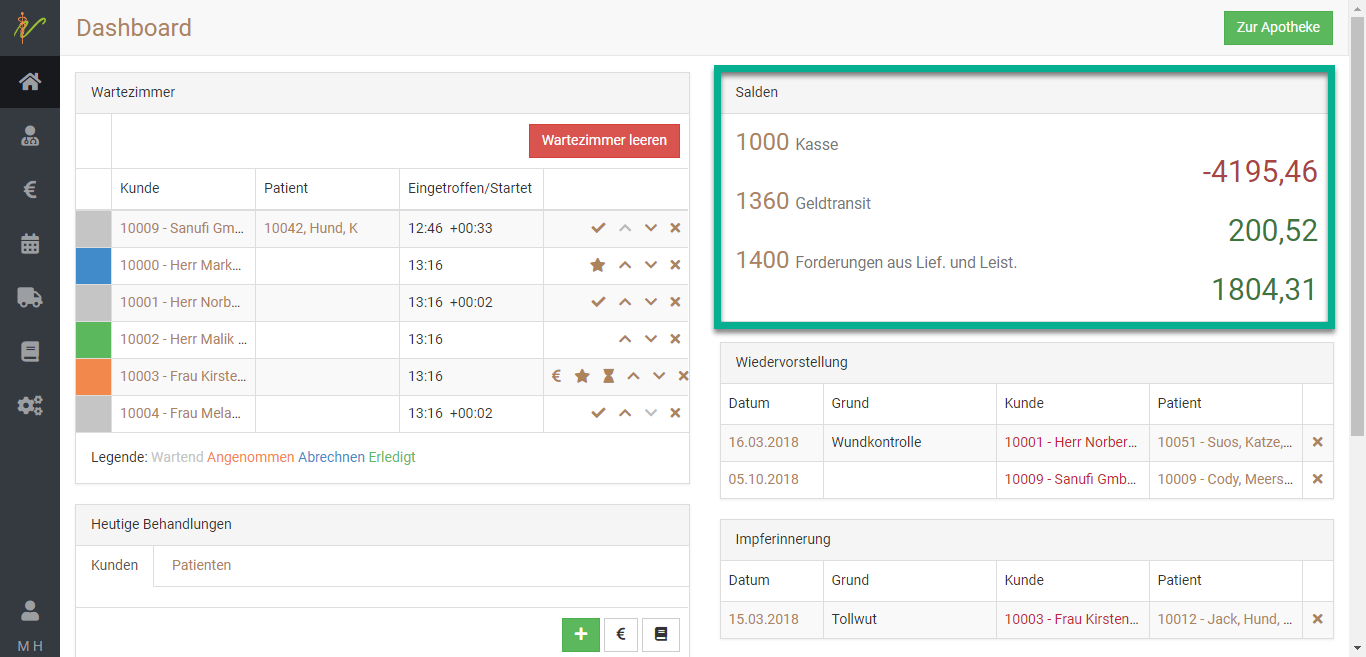 Dashboard
Zur Apotheke
Wartezimmer
Wartezimmer leeren
Kunde Patient Eingetroffen/Startet
10009 - Sanufi Gm... 10042, Hund, K 12:46 +00:33
10000 - Herr Mark... 13:16
10001 - Herr Norb... 13:16 +00:02
10002 - Herr Malik ... 13:16
10003 - Frau Kirste... 13:16 €
10004 - Frau Mela... 13:16 +00:02
Legende: Wartend Angenommen Abrechnen Erledigt
Heutige Behandlungen
Kunden Patienten
+ €
Salden
1000 Kasse
-4195,46
1360 Geldtransit
200,52
1400 Forderungen aus Lief. und Leist.
1804,31
Wiedervorstellung
Datum Grund Kunde Patient
16.03.2018 Wundkontrolle 10001 - Herr Norber... 10051 - Suos, Katze,...
05.10.2018 10009 - Sanufi Gmb... 10009 - Cody, Meers...
Impferinnerung
Datum Grund Kunde Patient
15.03.2018 Tollwut 10003 - Frau Kirsten... 10012 - Jack, Hund, ...
M H